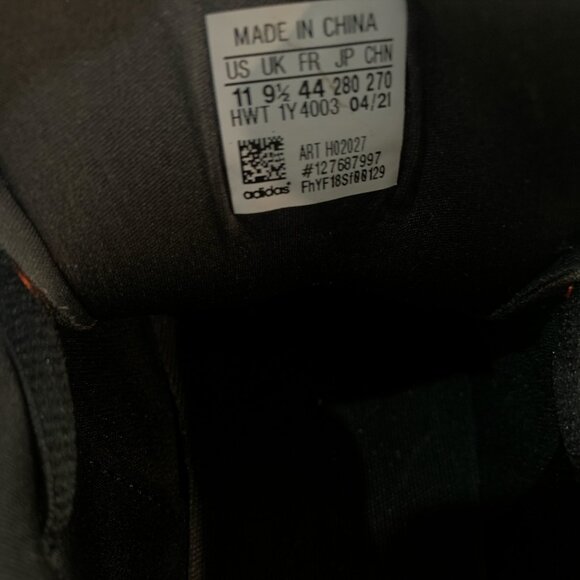 MADE IN CHINA
US UK FR JP CHN
11 9½ 44 280 270
HWT 1Y4003 04/21
ART H02027
#127687997
FhYF18Sf00129
adidas